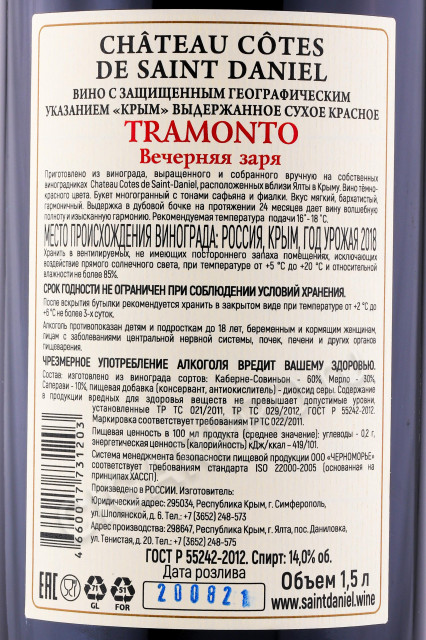 CHÂTEAU CÔTES
DE SAINT DANIEL
ВИНО С ЗАЩИЩЕННЫМ ГЕОГРАФИЧЕСКИМ
УКАЗАНИЕМ «КРЫМ» ВЫДЕРЖАННОЕ СУХОЕ КРАСНОЕ
TRAMONTO
Вечерняя заря
Изготовлено из винограда, выращенного и собранного вручную на собственных
виноградниках Chateau Cotes de Saint-Daniel, расположенных вблизи Ялты в Крыму. Вино тёмно-
красного цвета. Букет многогранный с тонами сафьяна и фиалки. Вкус мягкий, бархатистый,
гармоничный. Выдержка в дубовой бочке на протяжении 24 месяцев дает вину волшебную
полноту и изысканную гармонию. Рекомендуемая температура подачи 16°- 18 °С.
МЕСТО ПРОИСХОЖДЕНИЯ ВИНОГРАДА: РОССИЯ, КРЫМ, ГОД УРОЖАЯ 2018
Хранить в вентилируемых, не имеющих постороннего запаха помещениях, исключающих
воздействие прямого солнечного света, при температуре от +5 °С до +20 °С и относительной
влажности не более 85%.
СРОК ГОДНОСТИ НЕ ОГРАНИЧЕН ПРИ СОБЛЮДЕНИИ УСЛОВИЙ ХРАНЕНИЯ.
После вскрытия бутылки рекомендуется хранить в закрытом виде при температуре от +2 °С до
+6 °С не более 3-х суток.
Алкоголь противопоказан детям и подросткам до 18 лет, беременным и кормящим женщинам,
лицам с заболеваниями центральной нервной системы, почек, печени и других органов
пищеварения.
ЧРЕЗМЕРНОЕ УПОТРЕБЛЕНИЕ АЛКОГОЛЯ ВРЕДИТ ВАШЕМУ ЗДОРОВЬЮ.
Состав: изготовлено из винограда сортов: Каберне-Совиньон - 60%, Мерло - 30%,
Саперави - 10%, пищевая добавка (консервант, антиокислитель) - диоксид серы. Содержание
в продукции вредных для здоровья веществ не превышает допустимые уровни,
установленные ТР ТС 021/2011, ТР ТС 029/2012, ГОСТ Р 55242-2012.
Маркировка соответствует требованиям ТР ТС 022/2011.
Пищевая ценность в 100 мл продукта (среднее значение): углеводы - 0,2 г,
энергетическая ценность (калорийность) кДж/ккал - 419/101.
Система менеджмента безопасности пищевой продукции ООО «ЧЕРНОМОРЬЕ»
соответствует требованиям стандарта ISO 22000-2005 (основанная на
принципах ХАССП).
Произведено в РОССИИ. Изготовитель:
Юридический адрес: 295034, Республика Крым, г. Симферополь,
ул. Шполянской, д. 6. Тел.: +7 (3652) 248-573
Адрес производства: 298647, Республика Крым, г. Ялта, пос. Даниловка,
ул. Тенистая, д. 20. Тел.: +7 (3652) 248-575
ГОСТ Р 55242-2012. Спирт: 14,0% об.
Дата розлива
200821
Объем 1,5 л
www.saintdaniel.wine
4 660017 731203
EAC
71
GL
51
FOR